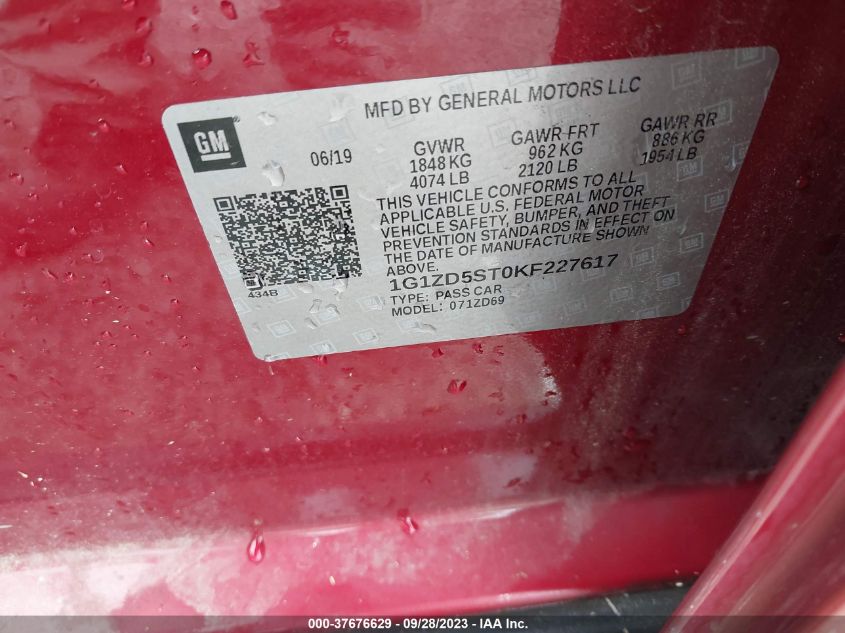 MFD BY GENERAL MOTORS LLC
GM
06/19
GVWR GAWR FRT GAWR RR
1848 KG 962 KG 886 KG
4074 LB 2120 LB 1954 LB
THIS VEHICLE CONFORMS TO ALL
APPLICABLE U.S. FEDERAL MOTOR
VEHICLE SAFETY, BUMPER, AND THEFT
PREVENTION STANDARDS IN EFFECT ON
THE DATE OF MANUFACTURE SHOWN
ABOVE.
434B
1G1ZD5ST0KF227617
TYPE: PASS CAR
MODEL: 071ZD69
000-37676629 - 09/28/2023 - IAA Inc.